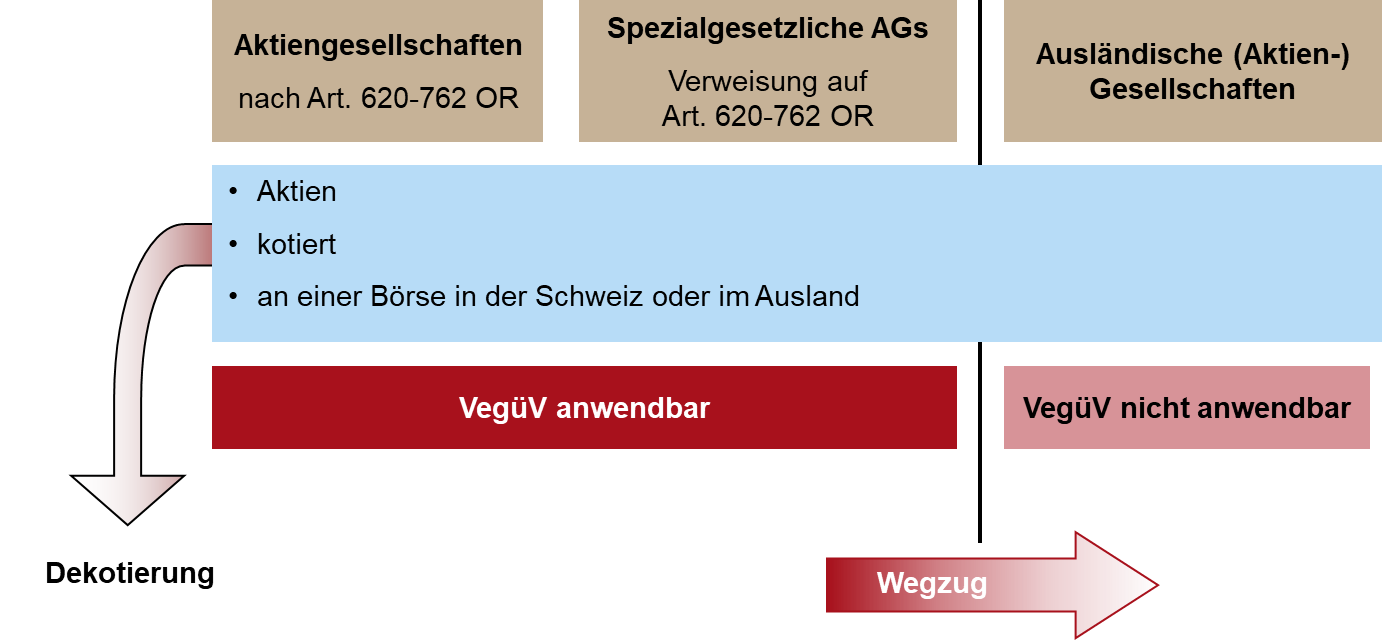 Aktiengesellschaften
nach Art. 620-762 OR
Spezialgesetzliche AGs
Verweisung auf
Art. 620-762 OR
Ausländische (Aktien-)
Gesellschaften
• Aktien
• kotiert
• an einer Börse in der Schweiz oder im Ausland
VegüV anwendbar
VegüV nicht anwendbar
Dekotierung
Wegzug